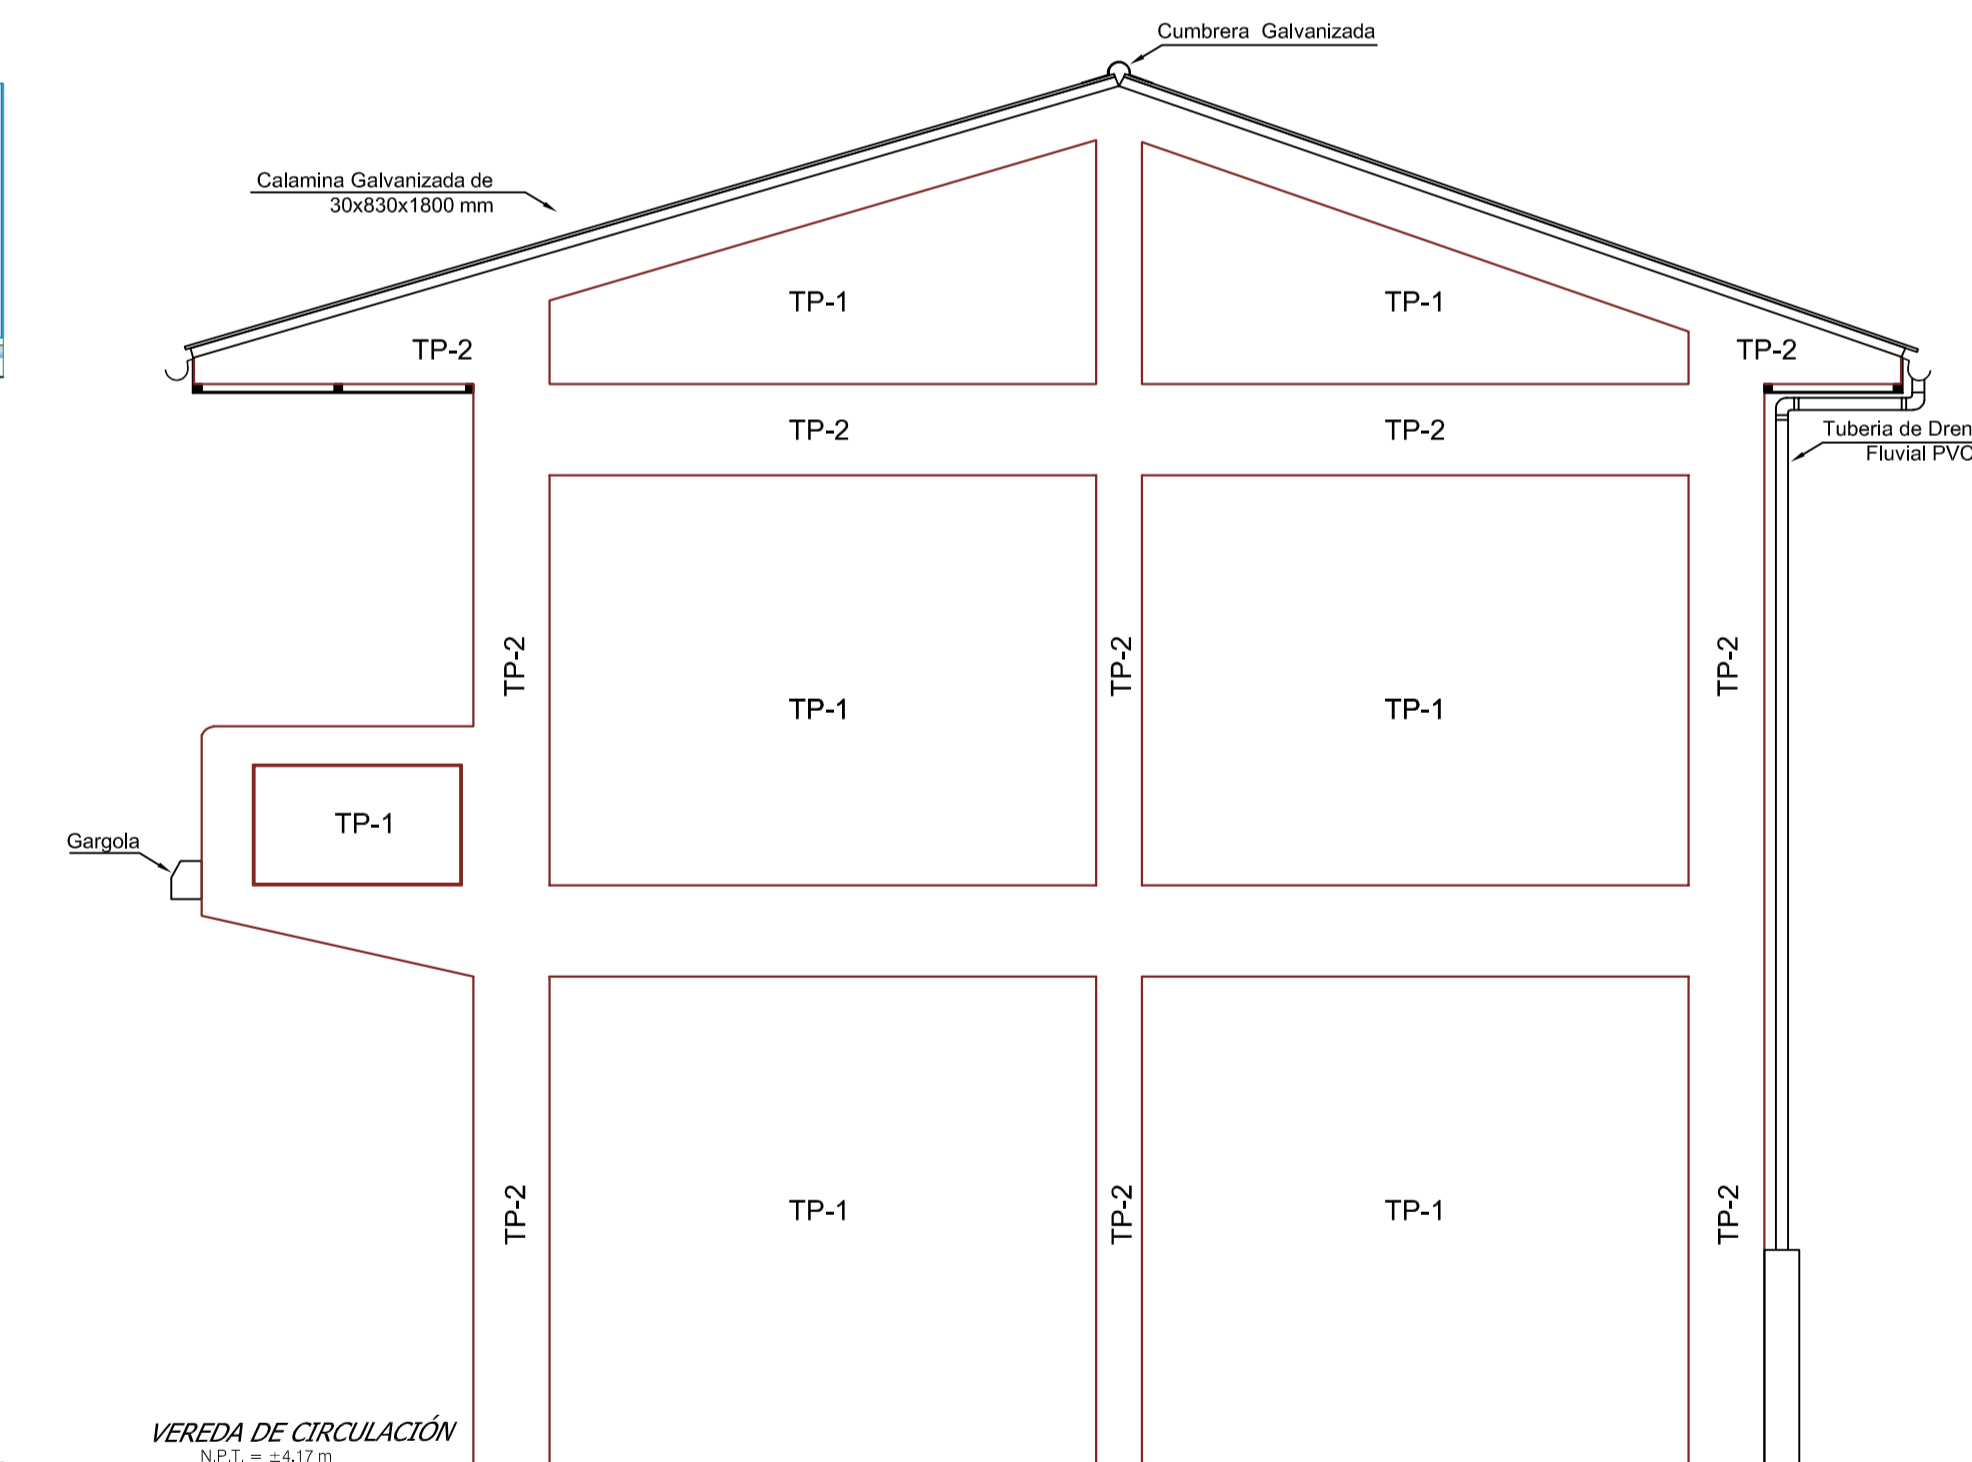 Cumbrera Galvanizada
Calamina Galvanizada de
30x830x1800 mm
TP-1
TP-1
TP-2
TP-2
TP-2
TP-2
Tuberia de Dren
Fluvial PVC
TP-2
TP-2
TP-2
TP-1
TP-1
TP-1
Gargola
TP-2
TP-1
TP-2
TP-1
TP-2
VEREDA DE CIRCULACIÓN
N.P.T. = ±4.17 m